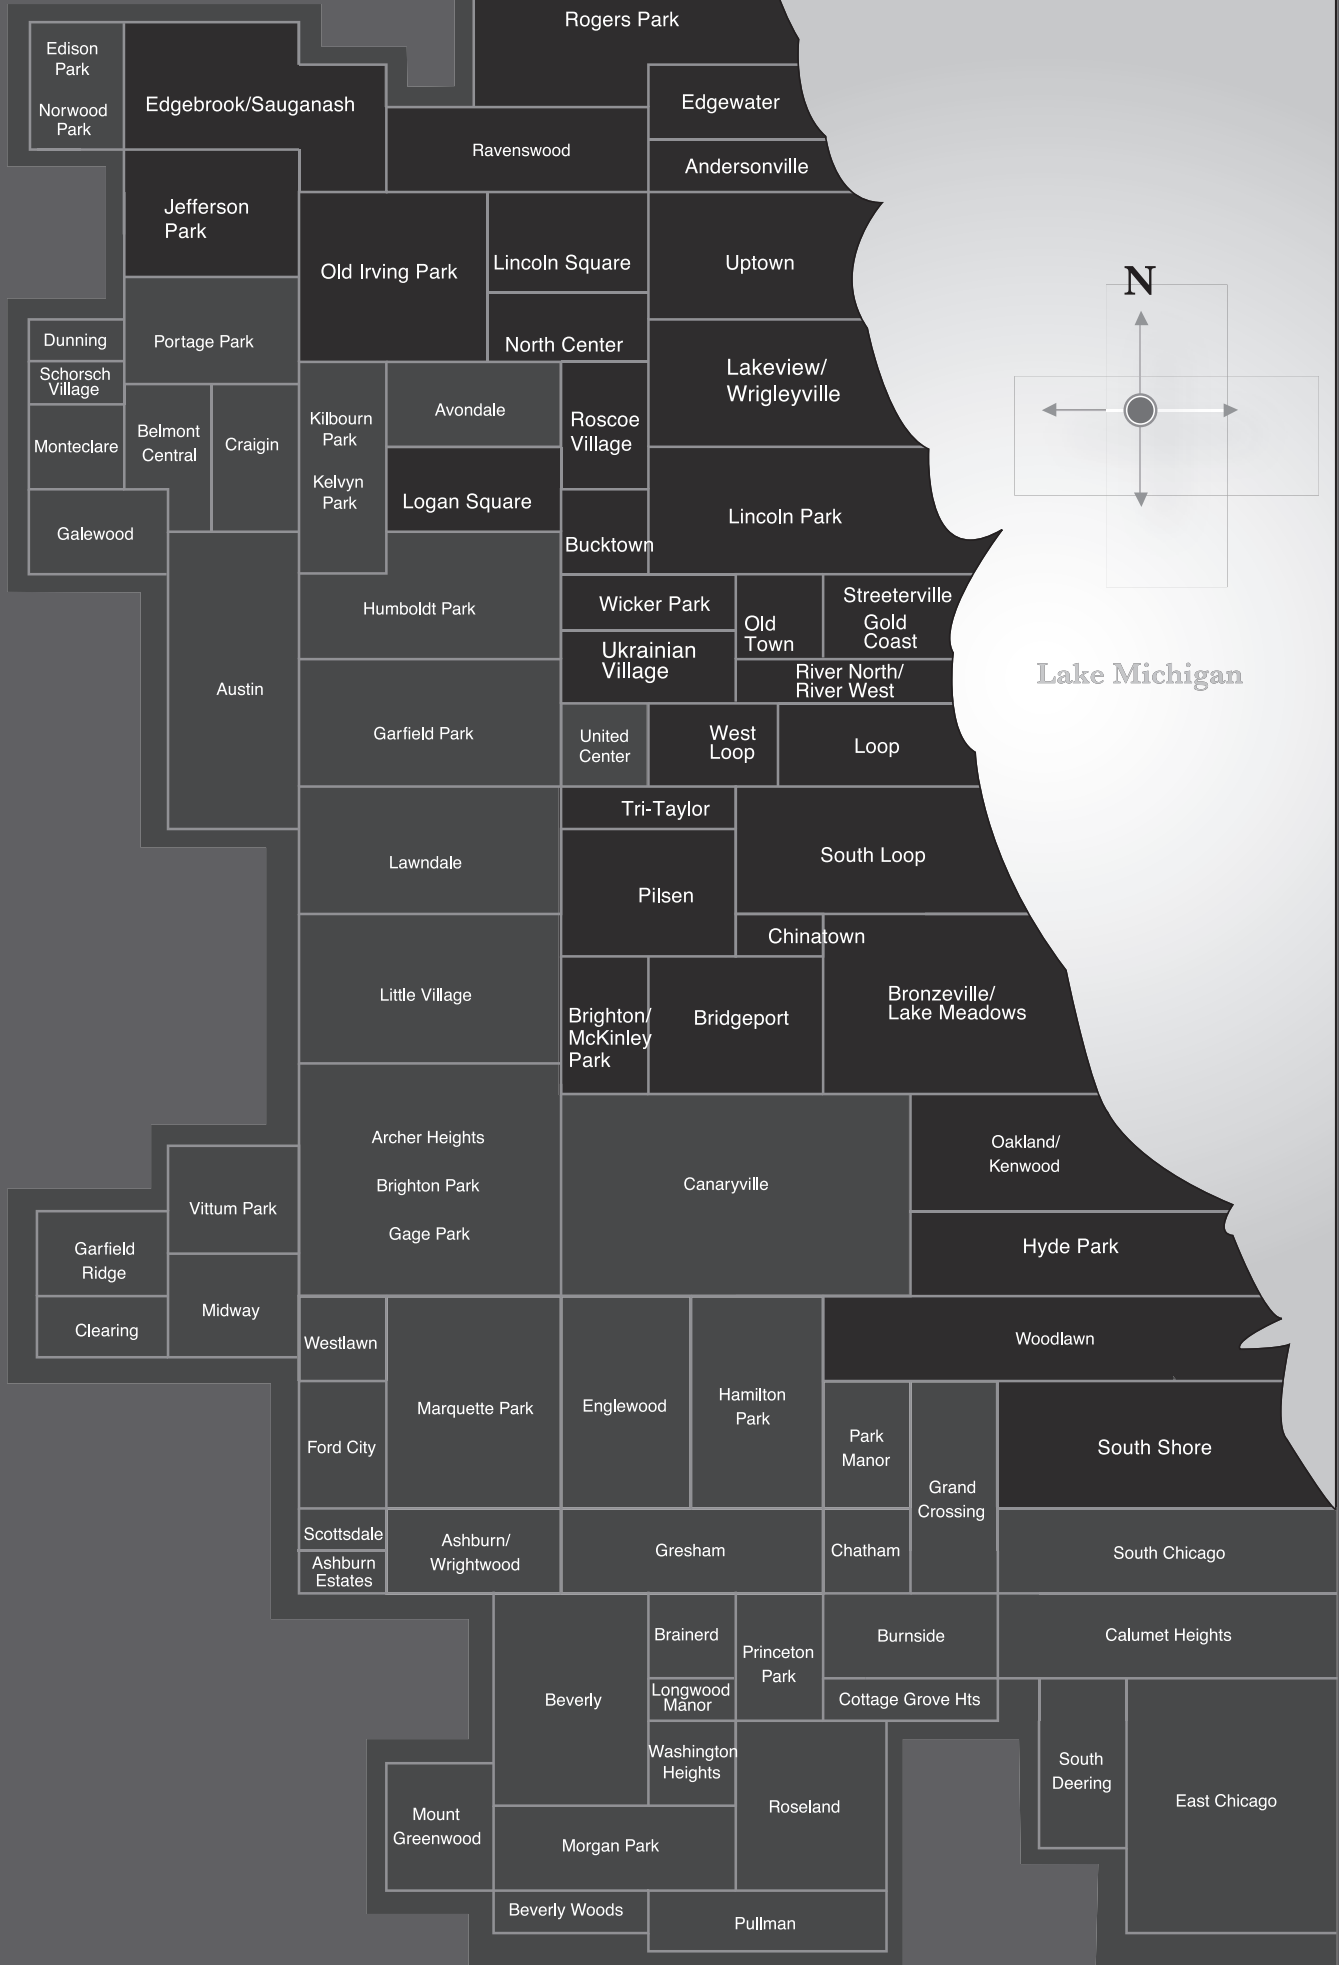 Rogers Park
Edison
Park
Norwood
Park
Edgebrook/Sauganash
Edgewater
Ravenswood
Andersonville
Jefferson
Park
Old Irving Park
Lincoln Square
Uptown
N
Dunning
Portage Park
North Center
Schorsch
Village
Lakeview/
Wrigleyville
Monteclare
Belmont
Central
Craigin
Kilbourn
Park
Kelvyn
Park
Avondale
Roscoe
Village
Logan Square
Lincoln Park
Galewood
Bucktown
Humboldt Park
Wicker Park
Old
Town
Streeterville
Gold
Coast
Ukrainian
Village
River North/
River West
Lake Michigan
Austin
Garfield Park
United
Center
West
Loop
Loop
Tri-Taylor
Lawndale
South Loop
Pilsen
Chinatown
Little Village
Brighton/
McKinley
Park
Bridgeport
Bronzeville/
Lake Meadows
Archer Heights
Brighton Park
Gage Park
Canaryville
Oakland/
Kenwood
Vittum Park
Garfield
Ridge
Hyde Park
Midway
Clearing
Westlawn
Woodlawn
Marquette Park
Englewood
Hamilton
Park
Ford City
Park
Manor
Grand
Crossing
South Shore
Scottsdale
Ashburn
Estates
Ashburn/
Wrightwood
Gresham
Chatham
South Chicago
Beverly
Brainerd
Princeton
Park
Burnside
Calumet Heights
Longwood
Manor
Cottage Grove Hts
Washington
Heights
South
Deering
East Chicago
Mount
Greenwood
Roseland
Morgan Park
Beverly Woods
Pullman